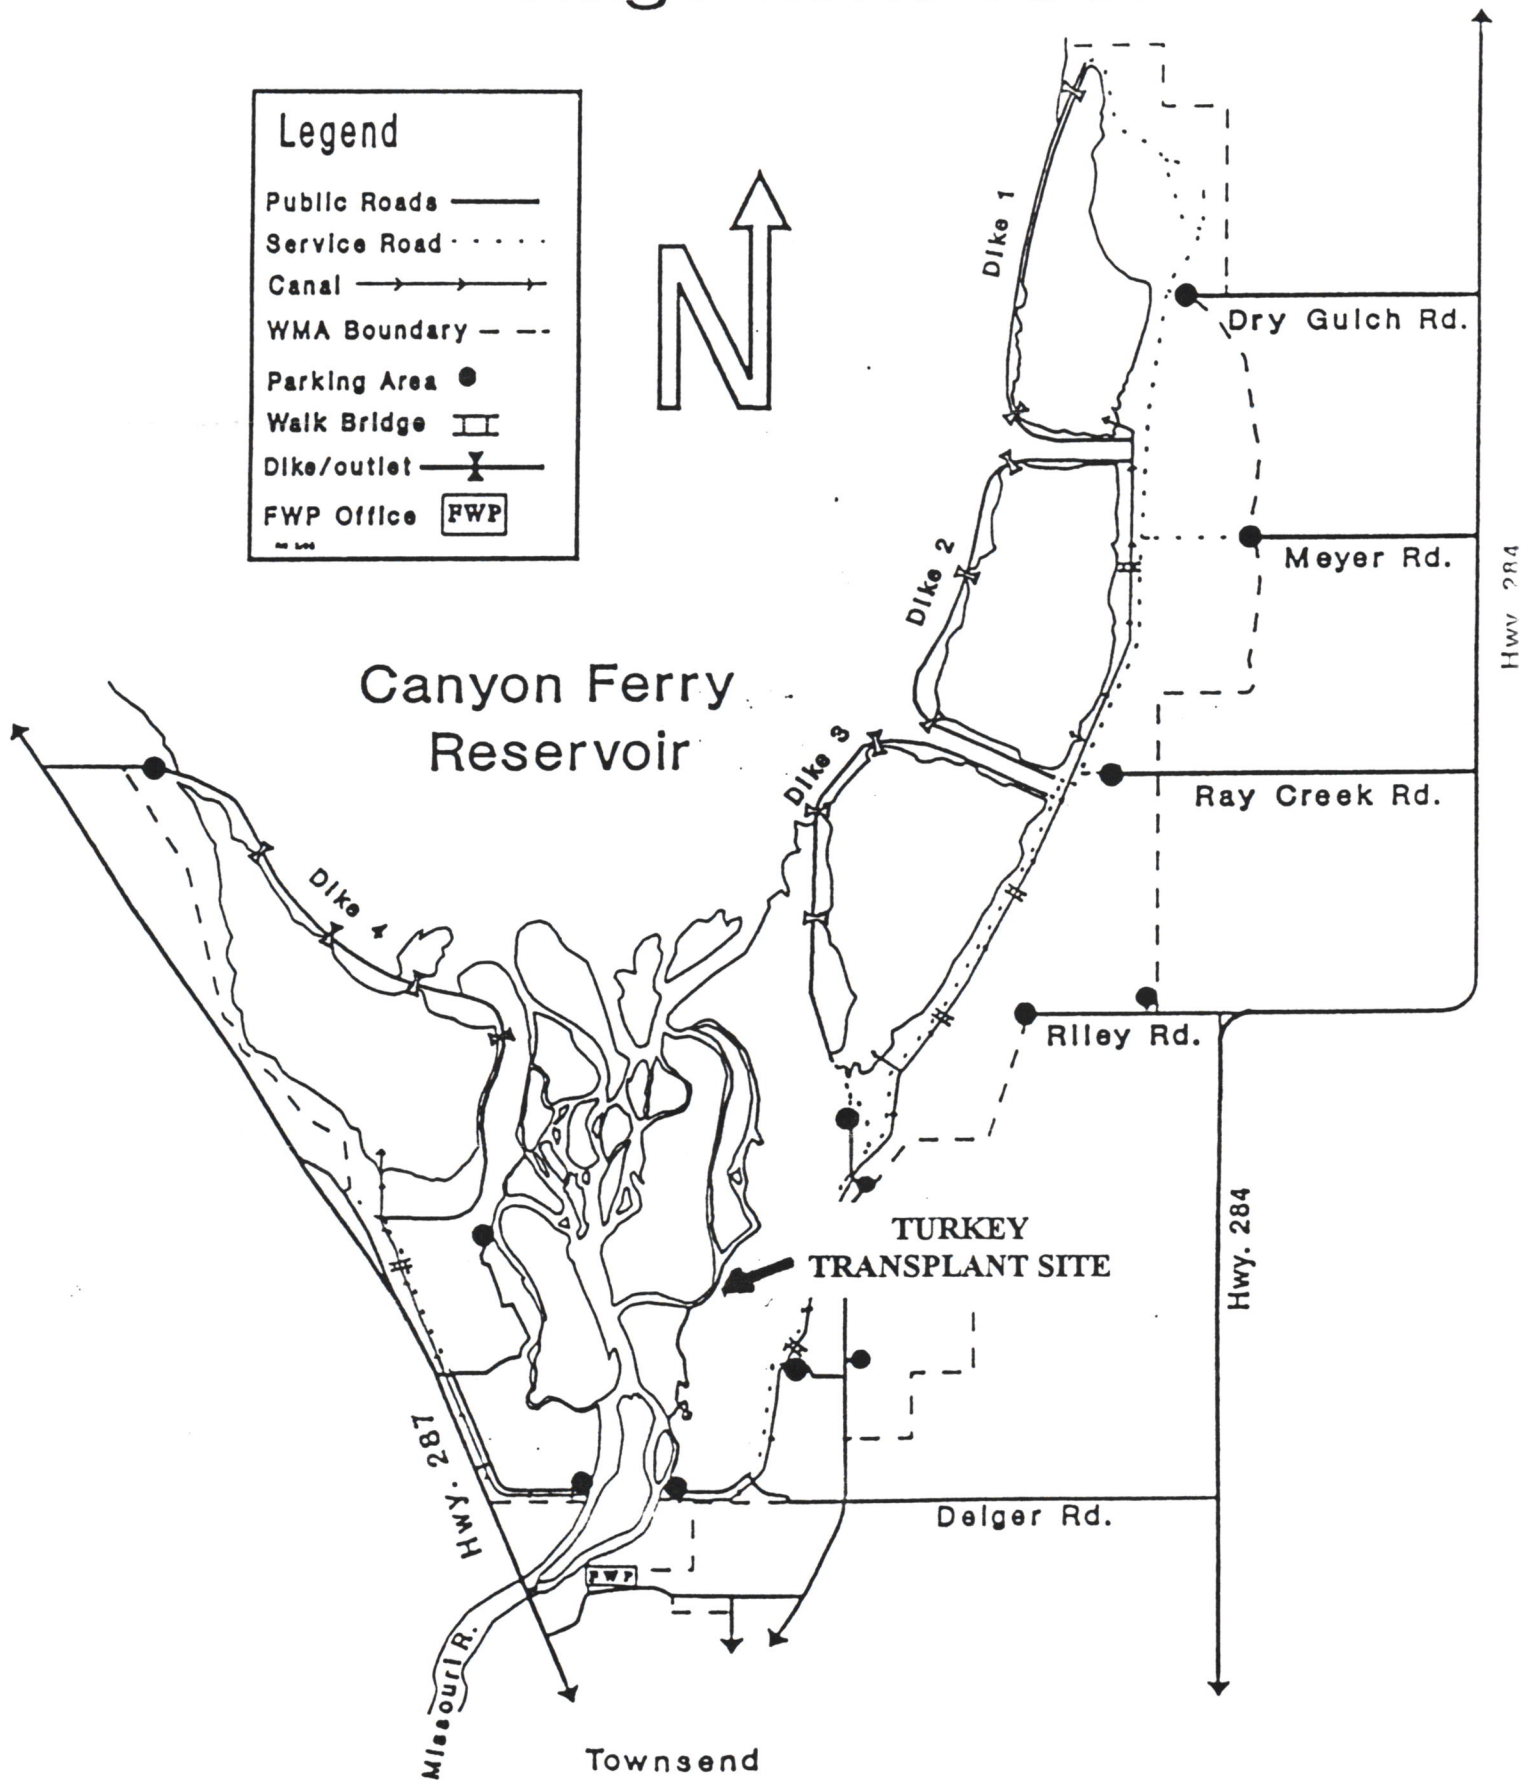 Legend
Public Roads
Service Road
Canal
WMA Boundary
Parking Area
Walk Bridge
Dike/outlet
FWP Office FWP
Dike 1
Dry Gulch Rd.
Dike 2
Meyer Rd.
Hwy 284
Canyon Ferry
Reservoir
Dike 3
Ray Creek Rd.
Dike 4
Riley Rd.
TURKEY
TRANSPLANT SITE
Hwy. 284
Hwy. 287
Delger Rd.
FWP
Missouri R.
Townsend